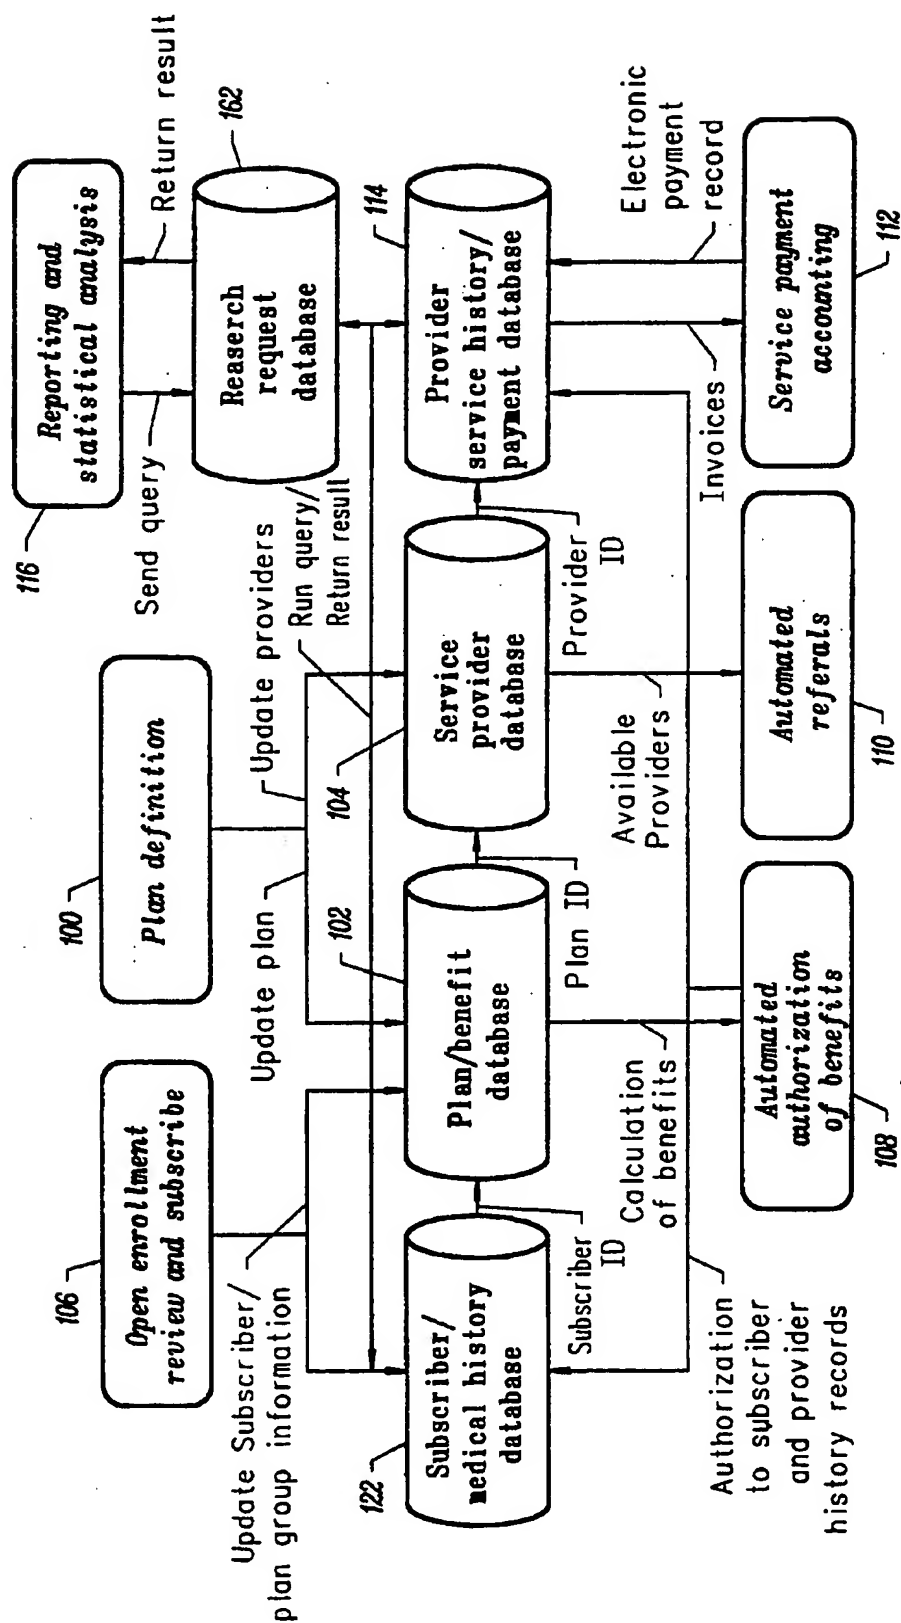 106
Open enrollment
review and subscribe
100
Plan definition
116
Reporting and
statistical analysis
Update Subscriber/
plan group information
Update plan
Update providers
Send query
Return result
162
Reaserch
request
database
Run query/
Return result
122
Subscriber/
medical history
database
102
Plan/benefit
database
104
Service
provider
database
114
Provider
service history/
payment database
Subscriber
ID
Plan ID
Provider
ID
Calculation
of benefits
Available
Providers
Invoices
Electronic
payment
record
Authorization
to subscriber
and provider
history records
Automated
authorization
of benefits
108
Automated
referals
110
Service payment
accounting
112